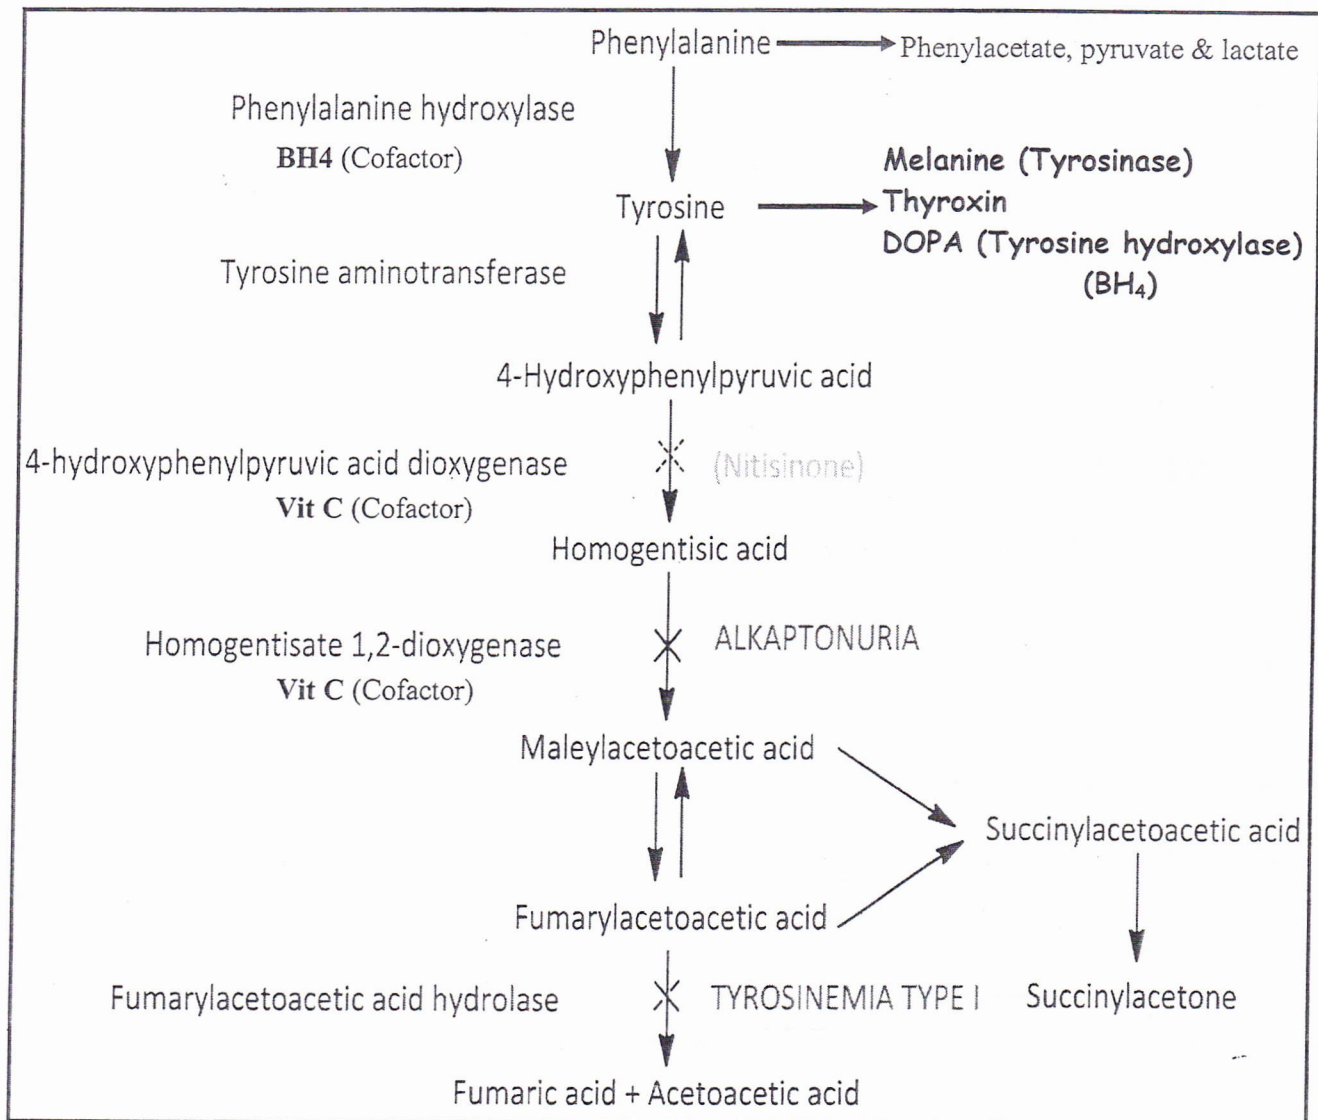 Phenylalanine
Phenylacetate, pyruvate & lactate
Phenylalanine hydroxylase
BH4 (Cofactor)
Melanine (Tyrosinase)
Tyrosine
Thyroxin
DOPA (Tyrosine hydroxylase)
(BH₄)
Tyrosine aminotransferase
4-Hydroxyphenylpyruvic acid
4-hydroxyphenylpyruvic acid dioxygenase
(Nitisinone)
Vit C (Cofactor)
Homogentisic acid
Homogentisate 1,2-dioxygenase
ALKAPTONURIA
Vit C (Cofactor)
Maleylacetoacetic acid
Succinylacetoacetic acid
Fumarylacetoacetic acid
Fumarylacetoacetic acid hydrolase
TYROSINEMIA TYPE I
Succinylacetone
Fumaric acid + Acetoacetic acid